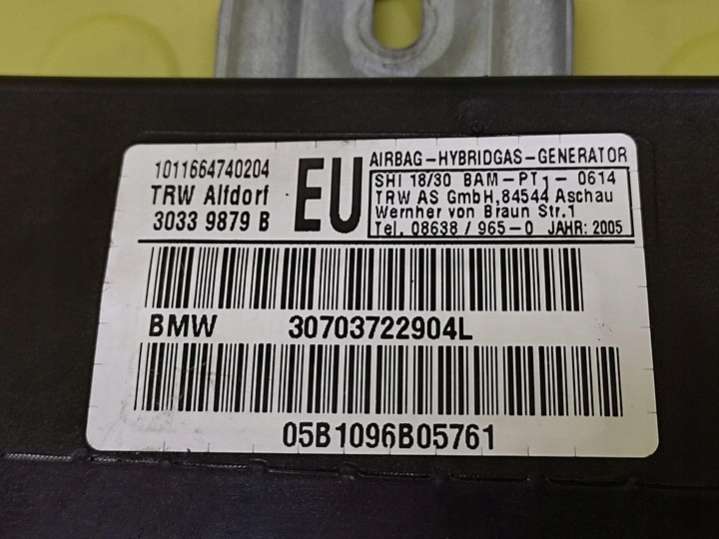 1011664740204
TRW Alfdorf
3033 9879 B
EU
AIRBAG-HYBRIDGAS-GENERATOR
SHI 18/30 BAM-PT1-0614
TRW AS GmbH,84544 Aschau
Wernher von Braun Str.1
Tel. 08638 / 965-0 JAHR: 2005
BMW 30703722904L
05B1096B05761